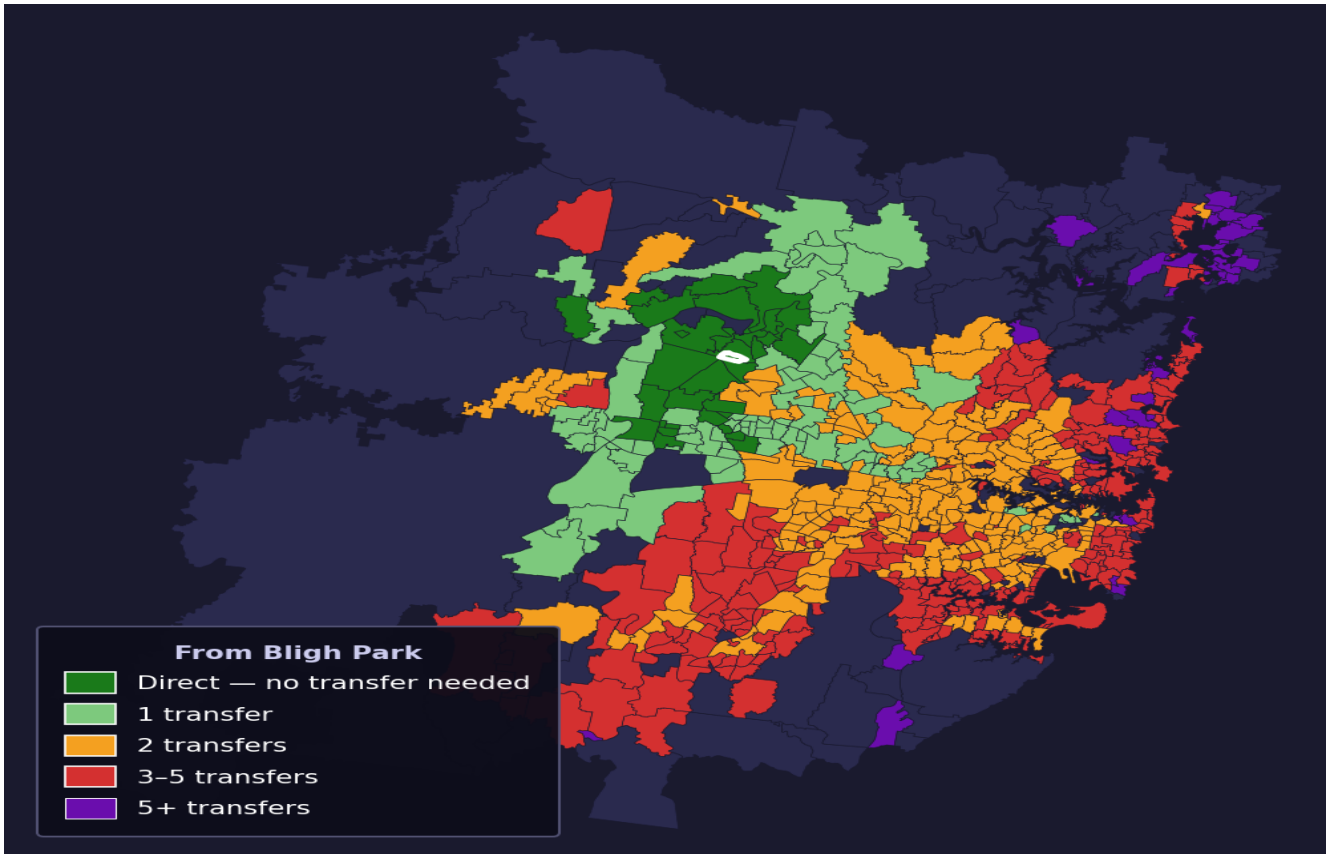 From Bligh Park
Direct — no transfer needed
1 transfer
2 transfers
3–5 transfers
5+ transfers